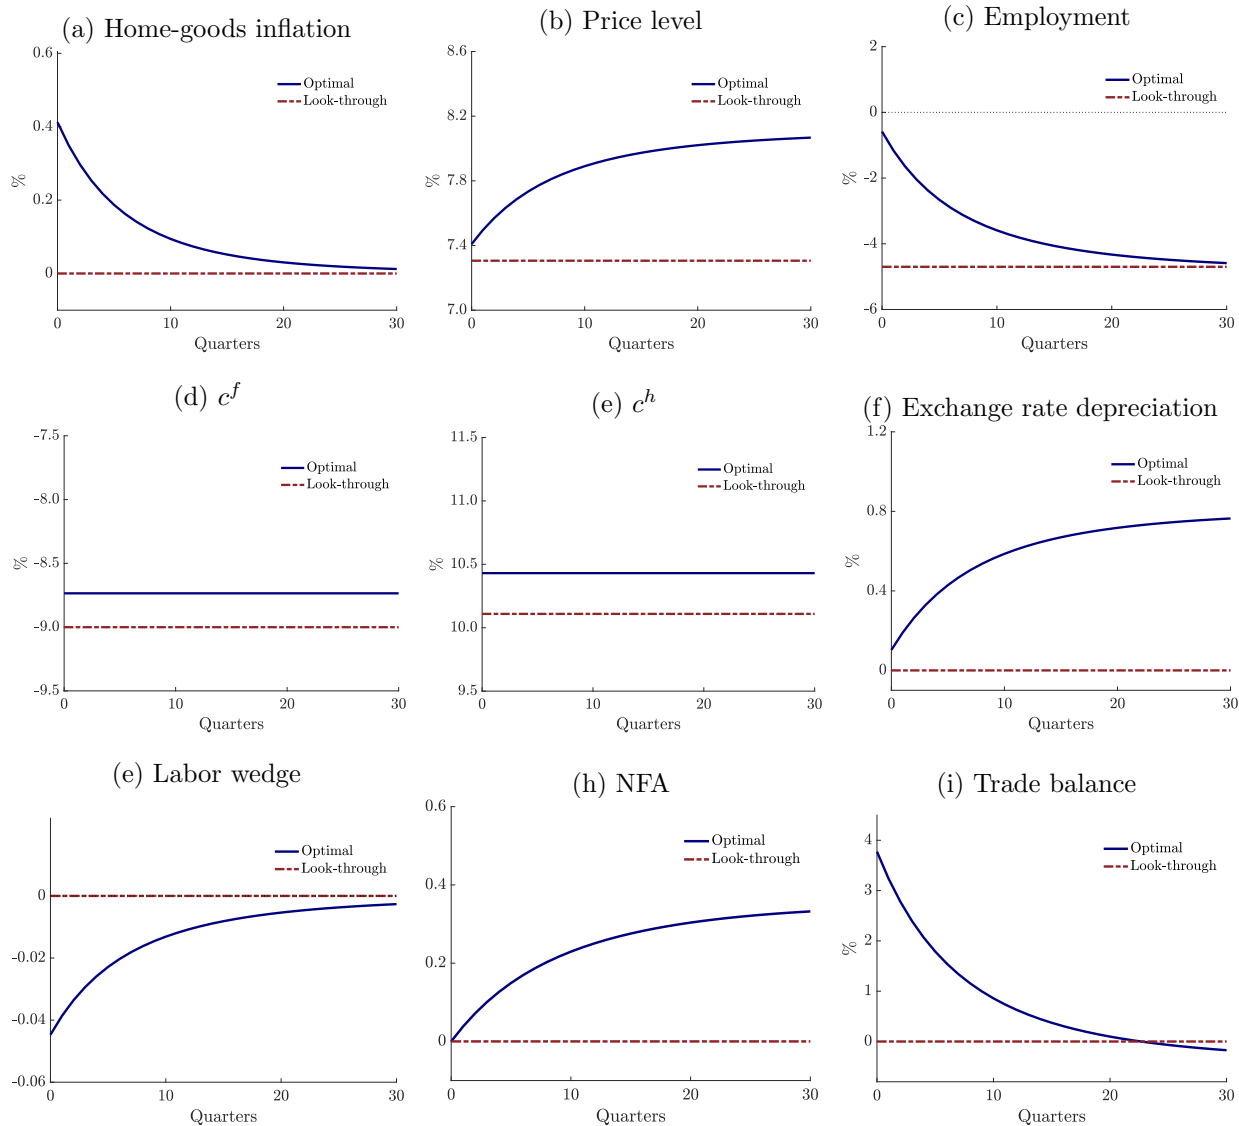 (a) Home-goods inflation
0.6
0.4
0.2
0
%
Optimal
Look-through
0 10 20 30
Quarters
(b) Price level
8.6
8.2
7.8
7.4
7.0
%
Optimal
Look-through
0 10 20 30
Quarters
(c) Employment
2
0
-2
-4
-6
%
Optimal
Look-through
0 10 20 30
Quarters
(d) c^f
-7.5
-8.0
-8.5
-9.0
-9.5
%
Optimal
Look-through
0 10 20 30
Quarters
(e) c^h
11.5
11.0
10.5
10.0
9.5
%
Optimal
Look-through
0 10 20 30
Quarters
(f) Exchange rate depreciation
1.2
0.8
0.4
0
%
Optimal
Look-through
0 10 20 30
Quarters
(e) Labor wedge
0
-0.02
-0.04
-0.06
Optimal
Look-through
0 10 20 30
Quarters
(h) NFA
0.6
0.4
0.2
0
Optimal
Look-through
0 10 20 30
Quarters
(i) Trade balance
4
3
2
1
0
%
Optimal
Look-through
0 10 20 30
Quarters